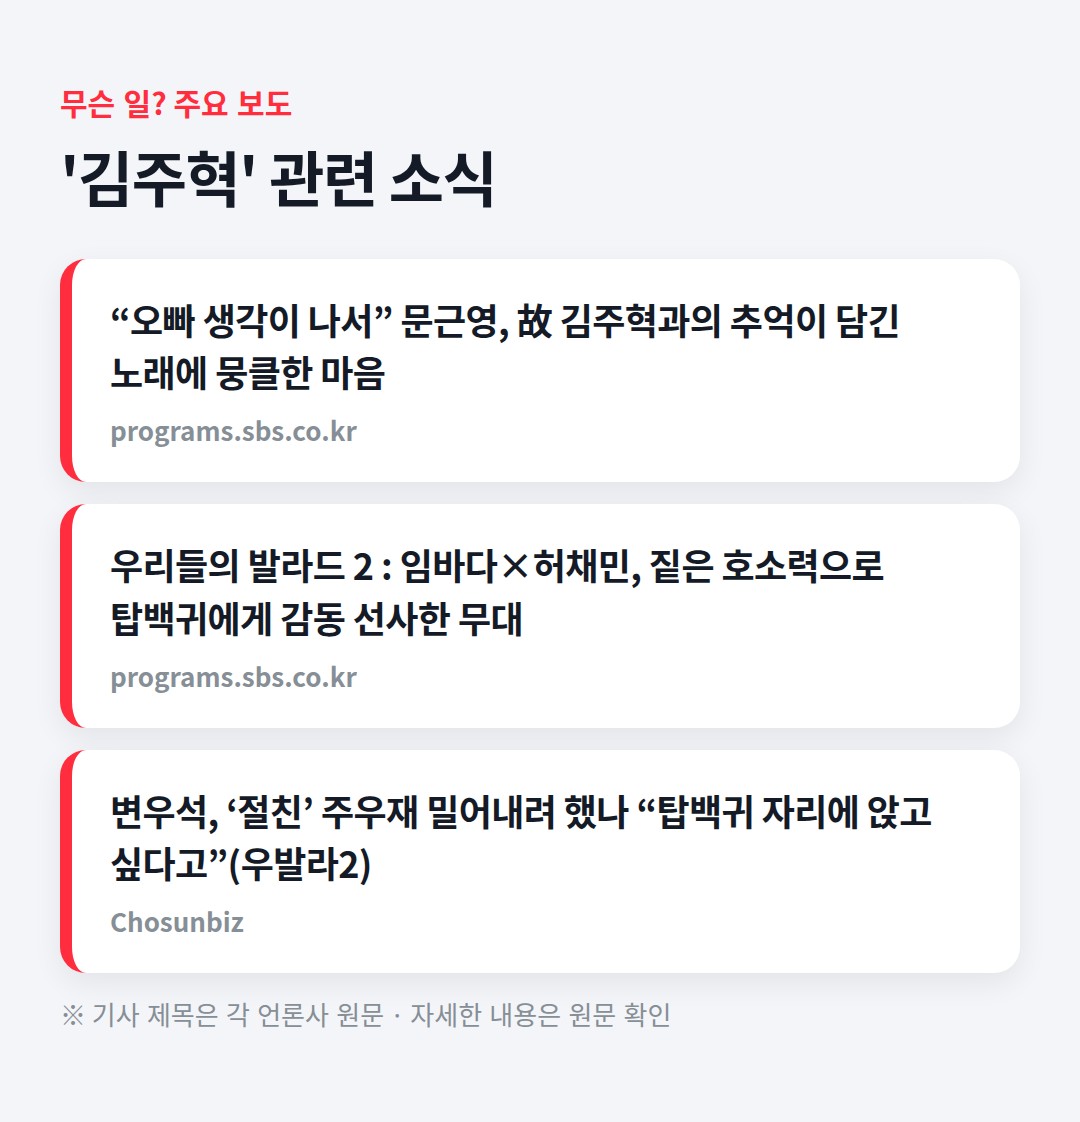 무슨 일? 주요 보도
'김주혁' 관련 소식
“오빠 생각이 나서” 문근영, 故 김주혁과의 추억이 담긴
노래에 뭉클한 마음
programs.sbs.co.kr
우리들의 발라드 2 : 임바다×허채민, 짙은 호소력으로
탑백귀에게 감동 선사한 무대
programs.sbs.co.kr
변우석, ‘절친’ 주우재 밀어내려 했나 “탑백귀 자리에 앉고
싶다고”(우발라2)
Chosunbiz
※ 기사 제목은 각 언론사 원문 · 자세한 내용은 원문 확인